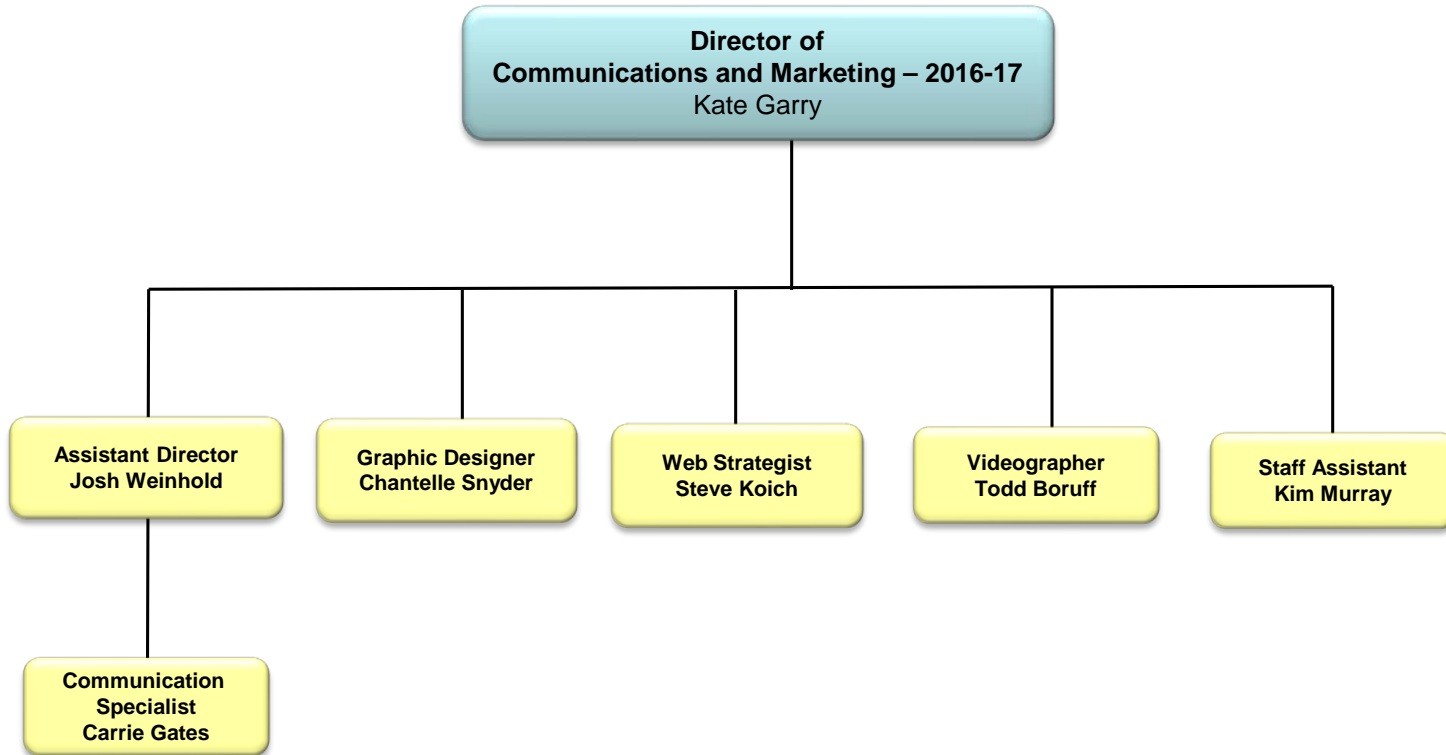 Director of
Communications and Marketing – 2016-17
Kate Garry
Assistant Director
Josh Weinhold
Graphic Designer
Chantelle Snyder
Web Strategist
Steve Koich
Videographer
Todd Boruff
Staff Assistant
Kim Murray
Communication
Specialist
Carrie Gates